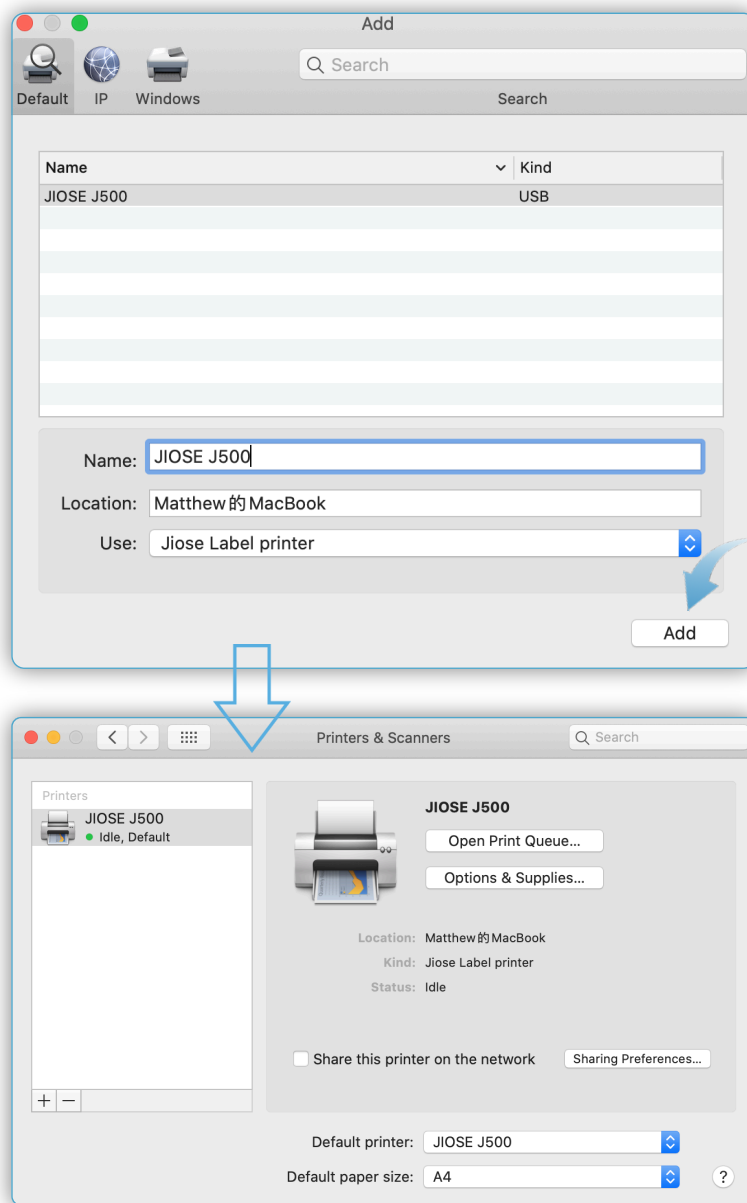 Add
Search
Default IP Windows Search
Name Kind
JIOSE J500 USB
Name: JIOSE J500
Location: Matthew的MacBook
Use: Jiose Label printer
Add
Printers & Scanners Search
Printers
JIOSE J500
Idle, Default
JIOSE J500
Open Print Queue...
Options & Supplies...
Location: Matthew的MacBook
Kind: Jiose Label printer
Status: Idle
Share this printer on the network Sharing Preferences...
+ −
Default printer: JIOSE J500
Default paper size: A4 ?